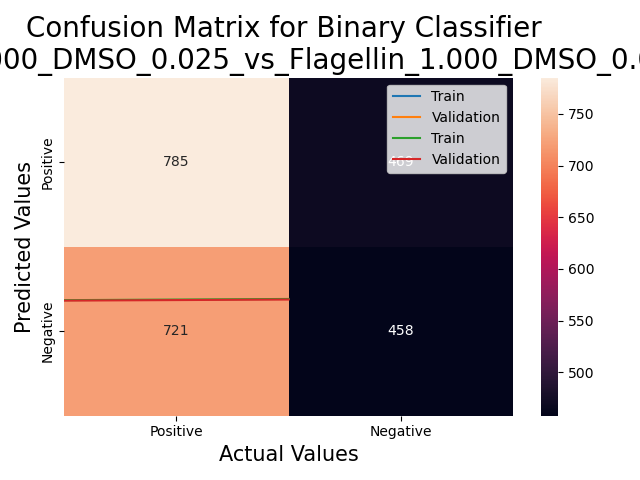 Confusion Matrix for Binary Classifier
000_DMSO_0.025_vs_Flagellin_1.000_DMSO_0.0
Train
Validation
Train
Validation
Predicted Values
Positive
Negative
785
469
721
458
Positive
Negative
Actual Values
750
700
650
600
550
500